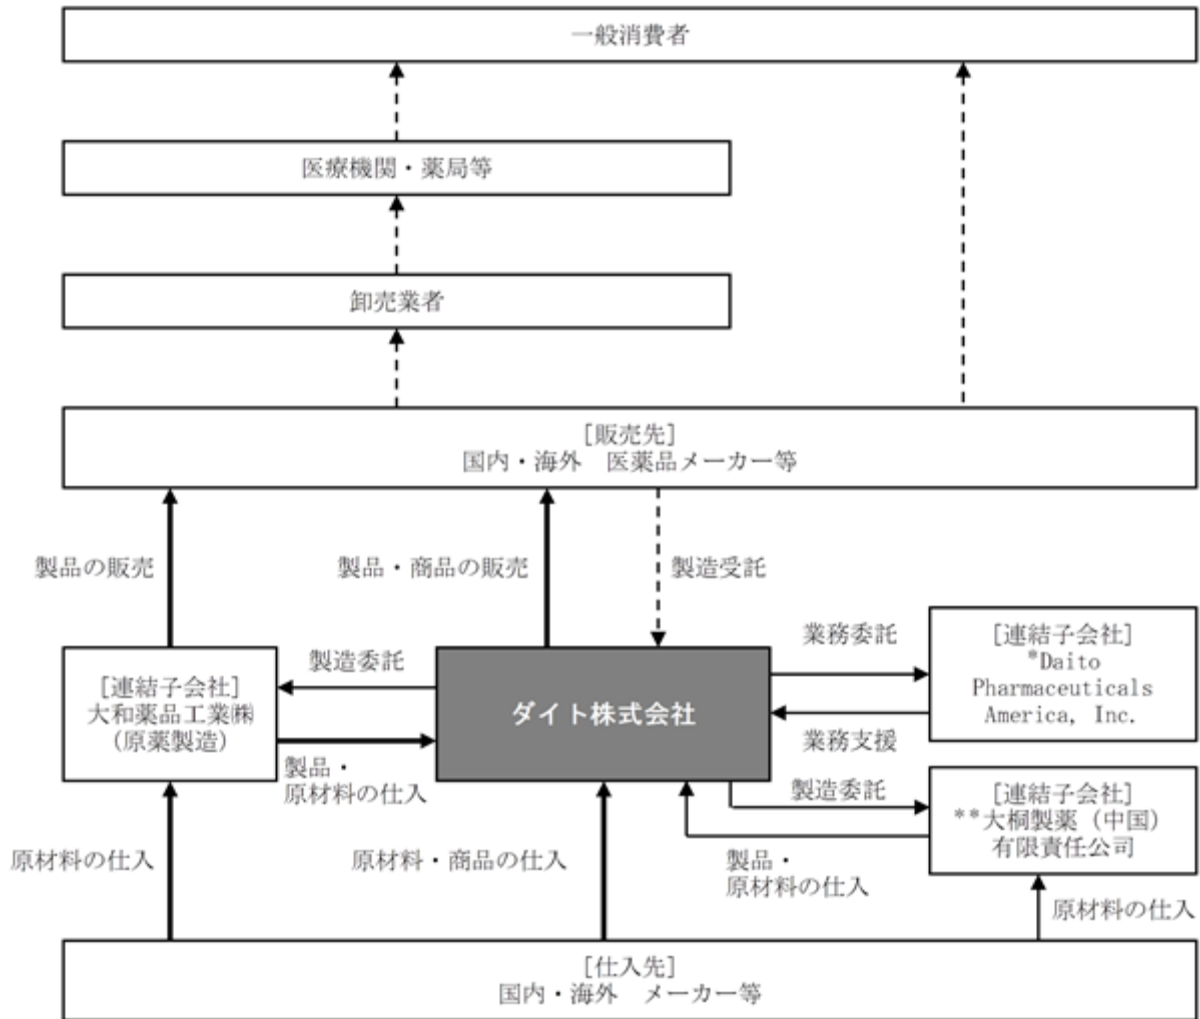 一般消費者
医療機関・薬局等
卸売業者
[販売先]
国内・海外　医薬品メーカー等
製品の販売
製品・商品の販売
製造受託
[連結子会社]
大和薬品工業㈱
（原薬製造）
製造委託
製品・
原材料の仕入
ダイト株式会社
業務委託
業務支援
[連結子会社]
*Daito
Pharmaceuticals
America, Inc.
製造委託
製品・
原材料の仕入
[連結子会社]
**大桐製薬（中国）
有限責任公司
原材料の仕入
原材料・商品の仕入
原材料の仕入
[仕入先]
国内・海外　メーカー等